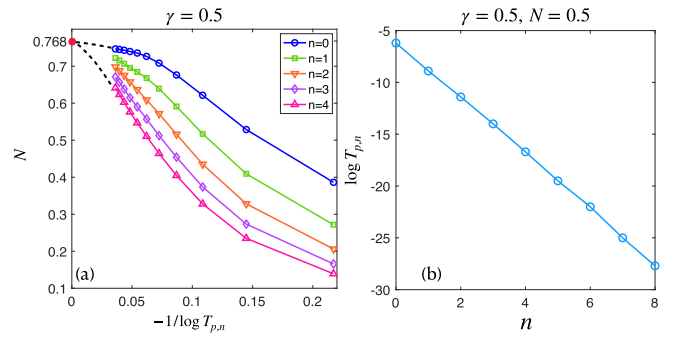 γ = 0.5
0.768
0.7
0.6
0.5
0.4
0.3
0.2
0.1
N
n=0
n=1
n=2
n=3
n=4
(a)
0 0.05 0.1 0.15 0.2
−1/log T_{p,n}
γ = 0.5, N = 0.5
-5
-10
-15
-20
-25
-30
log T_{p,n}
(b)
0 2 4 6 8
n